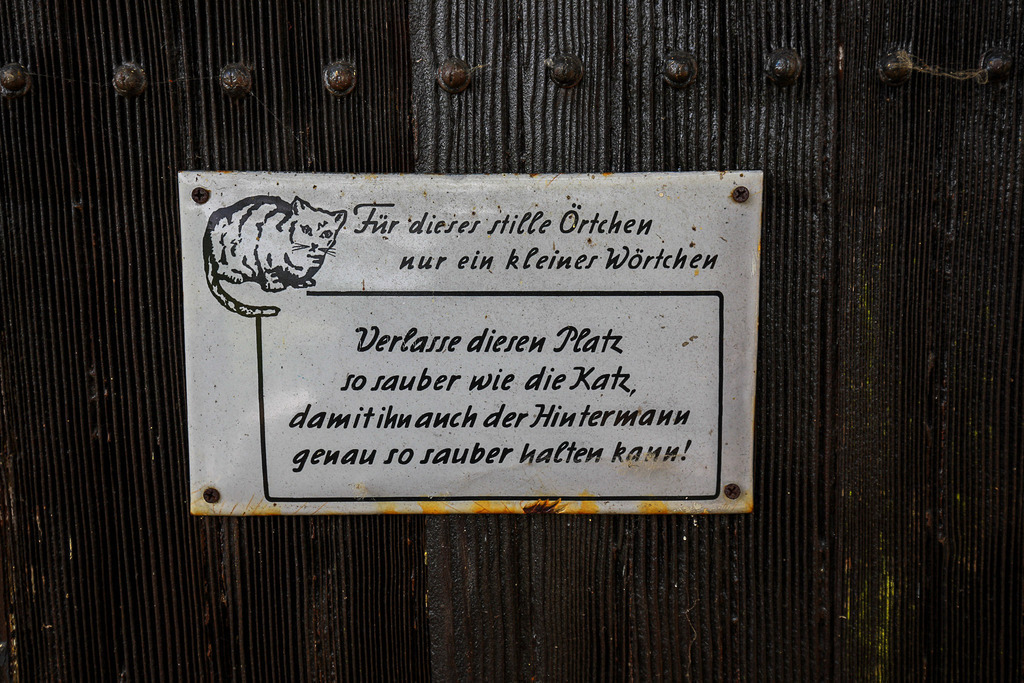 Für dieses stille Örtchen
nur ein kleines Wörtchen
Verlasse diesen Platz
so sauber wie die Katz,
damit ihn auch der Hintermann
genau so sauber halten kann!